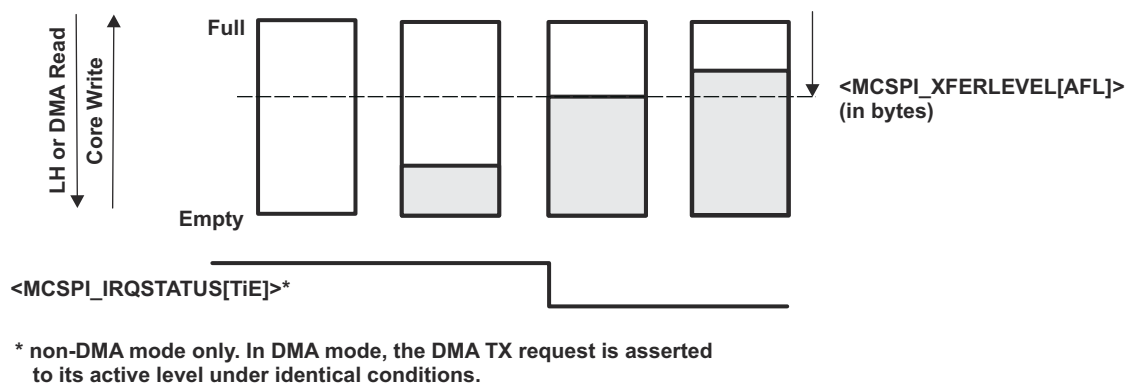 Full
LH or DMA Read
Core Write
<MCSPI_XFERLEVEL[AFL]>
(in bytes)
Empty
<MCSPI_IRQSTATUS[TiE]>*
* non-DMA mode only. In DMA mode, the DMA TX request is asserted
to its active level under identical conditions.